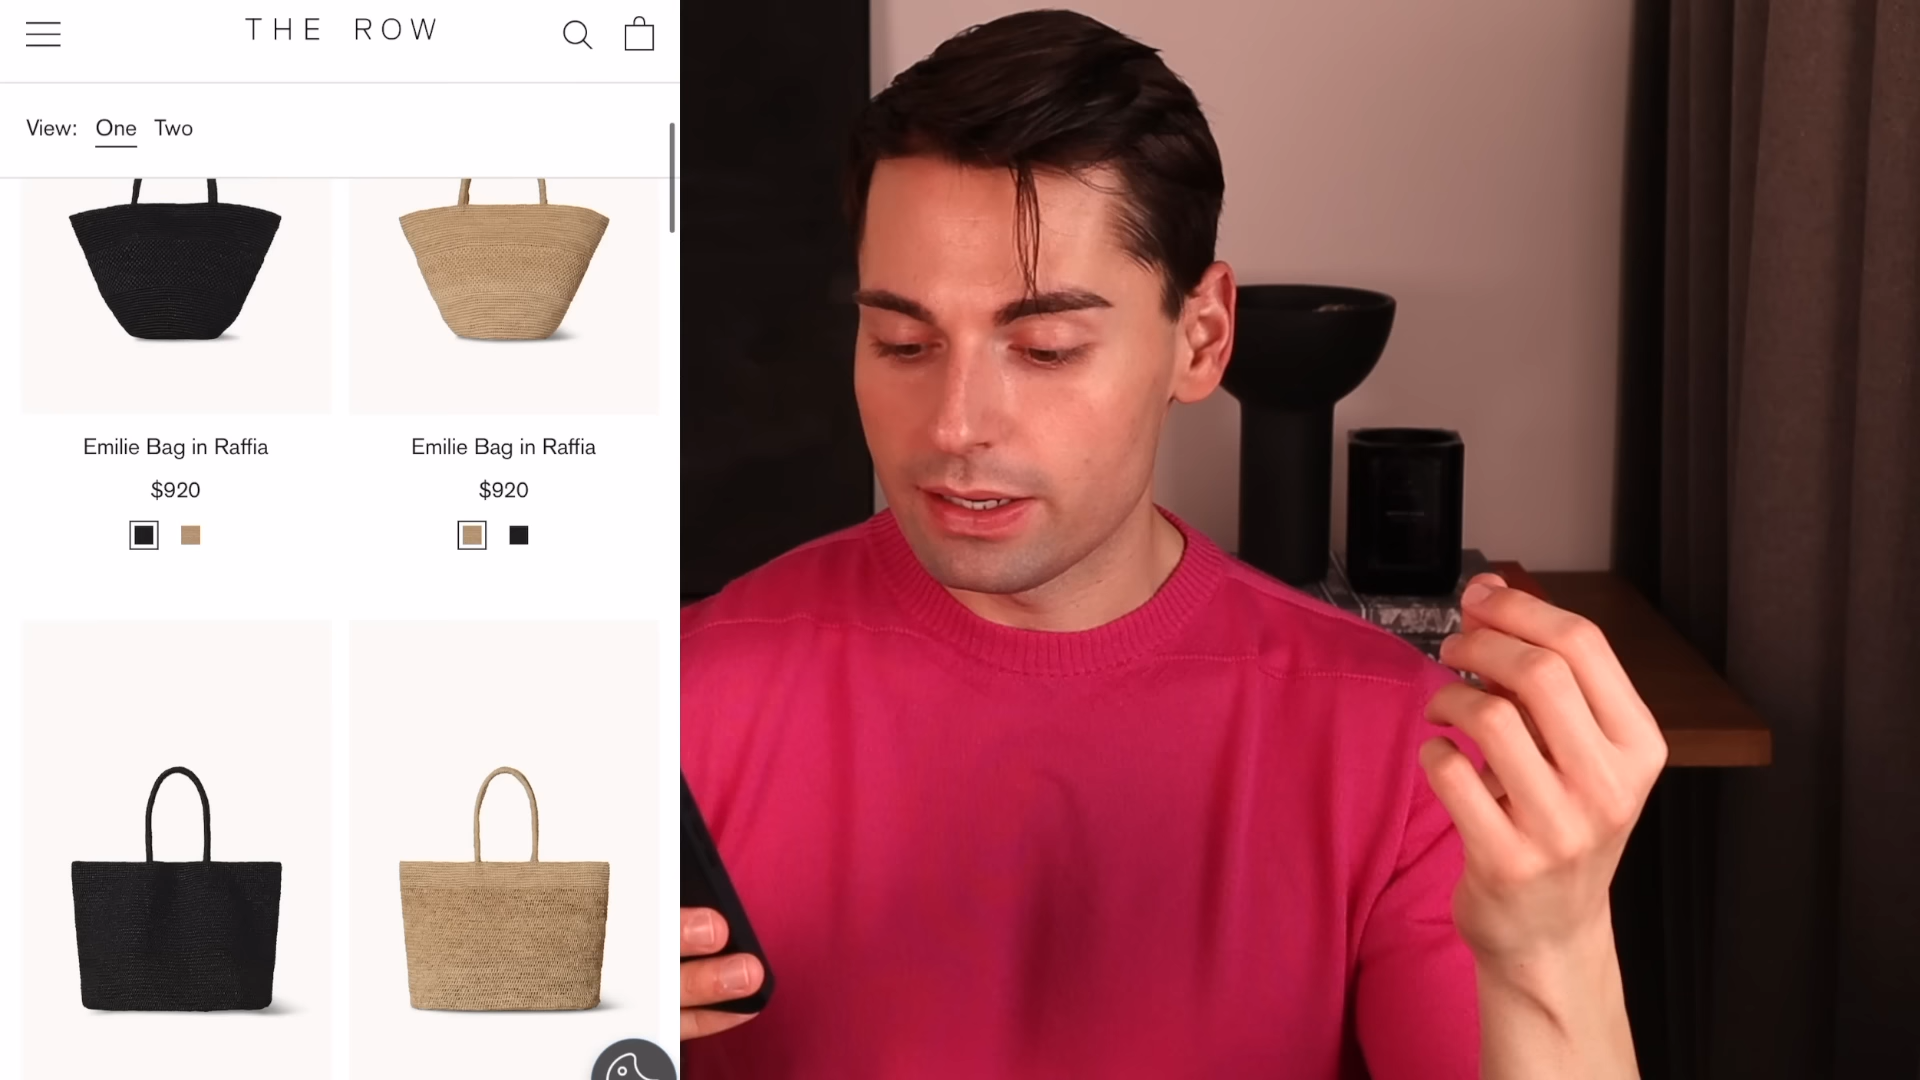 THE ROW
View: One Two
Emilie Bag in Raffia
$920
Emilie Bag in Raffia
$920